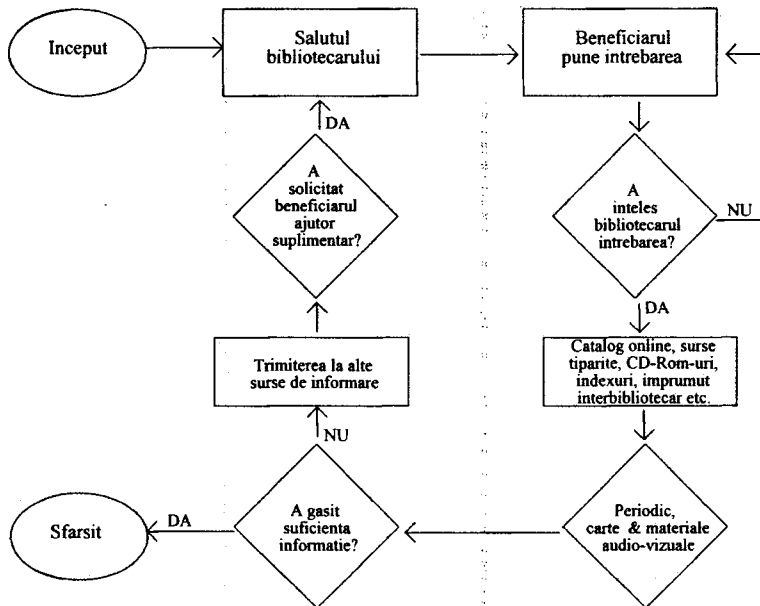 Inceput
Salutul
bibliotecarului
Beneficiarul
pune intrebarea
DA
A
solicitat
beneficiarul
ajutor
suplimentar?
A
inteles
bibliotecarul
intrebarea?
NU
DA
Trimiterea la alte
surse de informare
Catalog online, surse
tiparite, CD-Rom-uri,
indexuri, imprumut
interbibliotecar etc.
NU
Sfarsit
DA
A gasit
suficienta
informatie?
Periodic,
carte & materiale
audio-vizuale